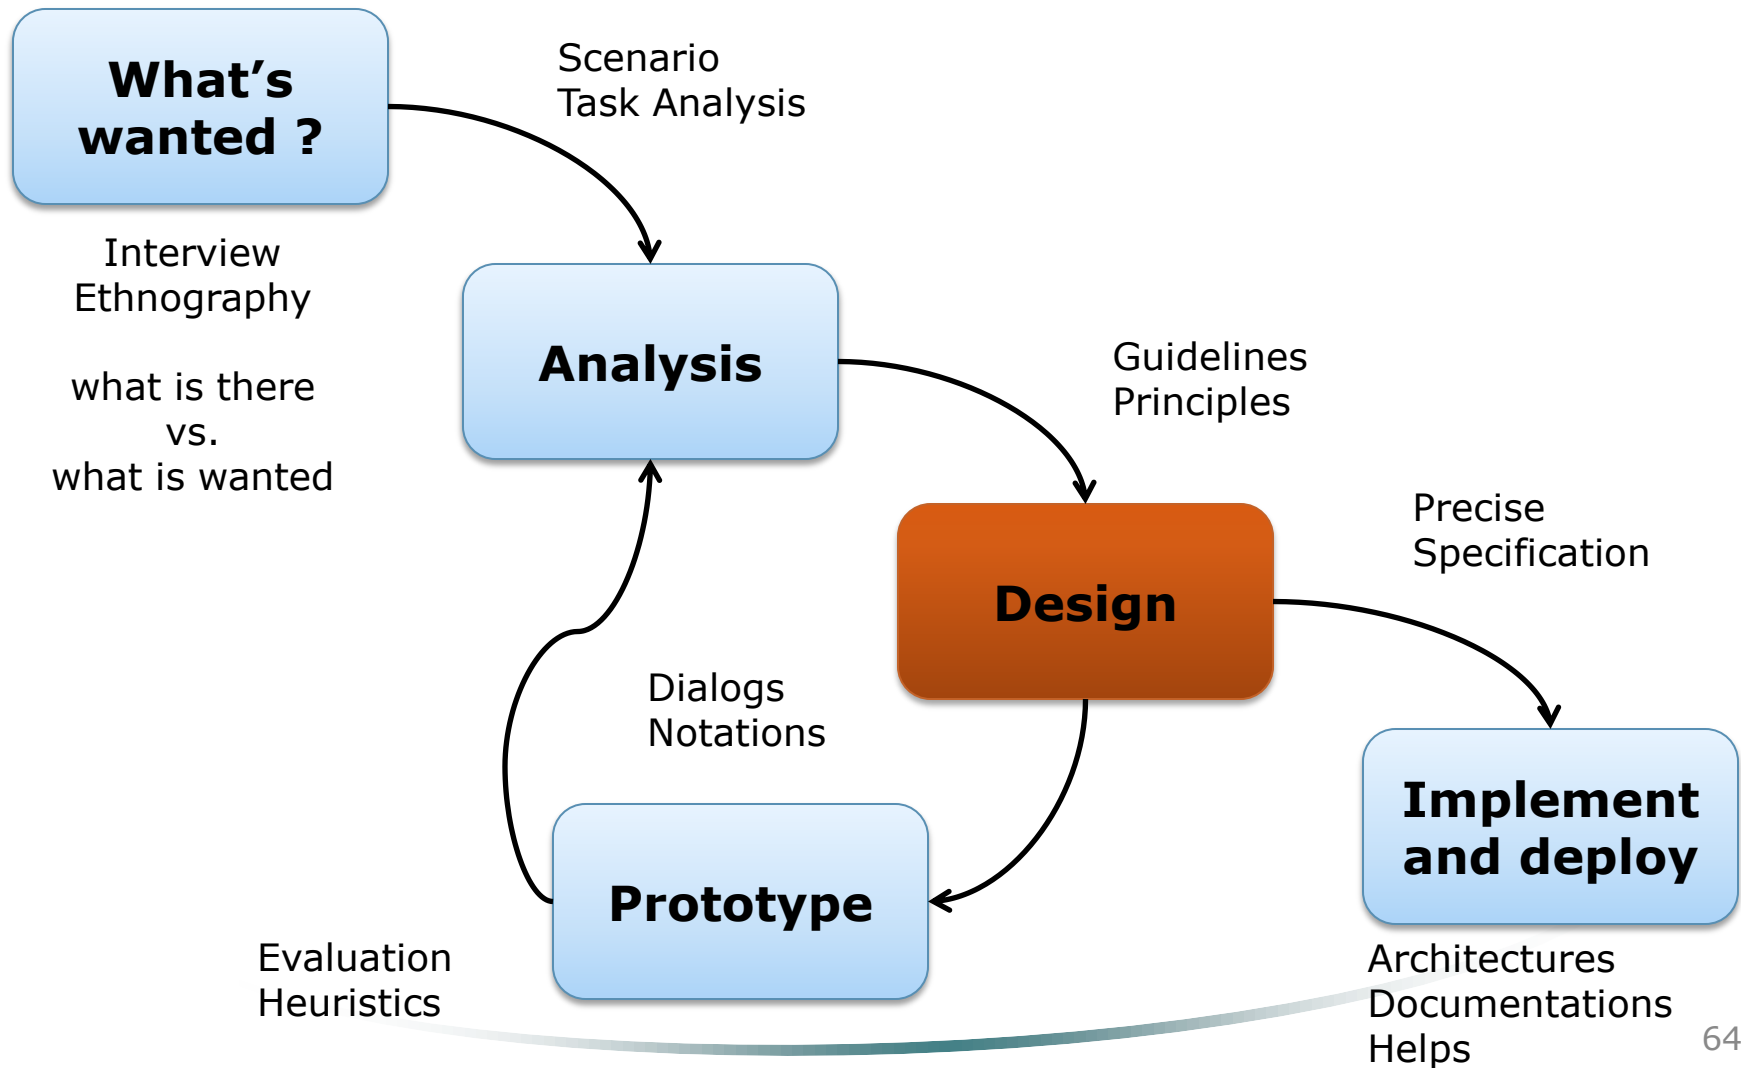 What’s
wanted ?
Scenario
Task Analysis
Interview
Ethnography
what is there
vs.
what is wanted
Analysis
Guidelines
Principles
Design
Precise
Specification
Dialogs
Notations
Prototype
Implement
and deploy
Evaluation
Heuristics
Architectures
Documentations
Helps
64